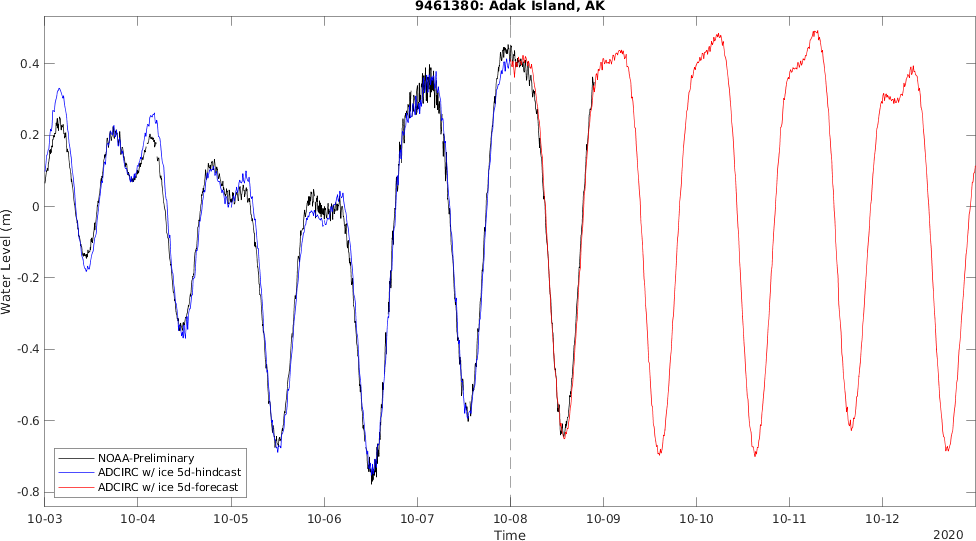 9461380: Adak Island, AK
Water Level (m)
0.4
0.2
0
-0.2
-0.4
-0.6
-0.8
NOAA-Preliminary
ADCIRC w/ ice 5d-hindcast
ADCIRC w/ ice 5d-forecast
10-03 10-04 10-05 10-06 10-07 10-08 10-09 10-10 10-11 10-12
Time
2020